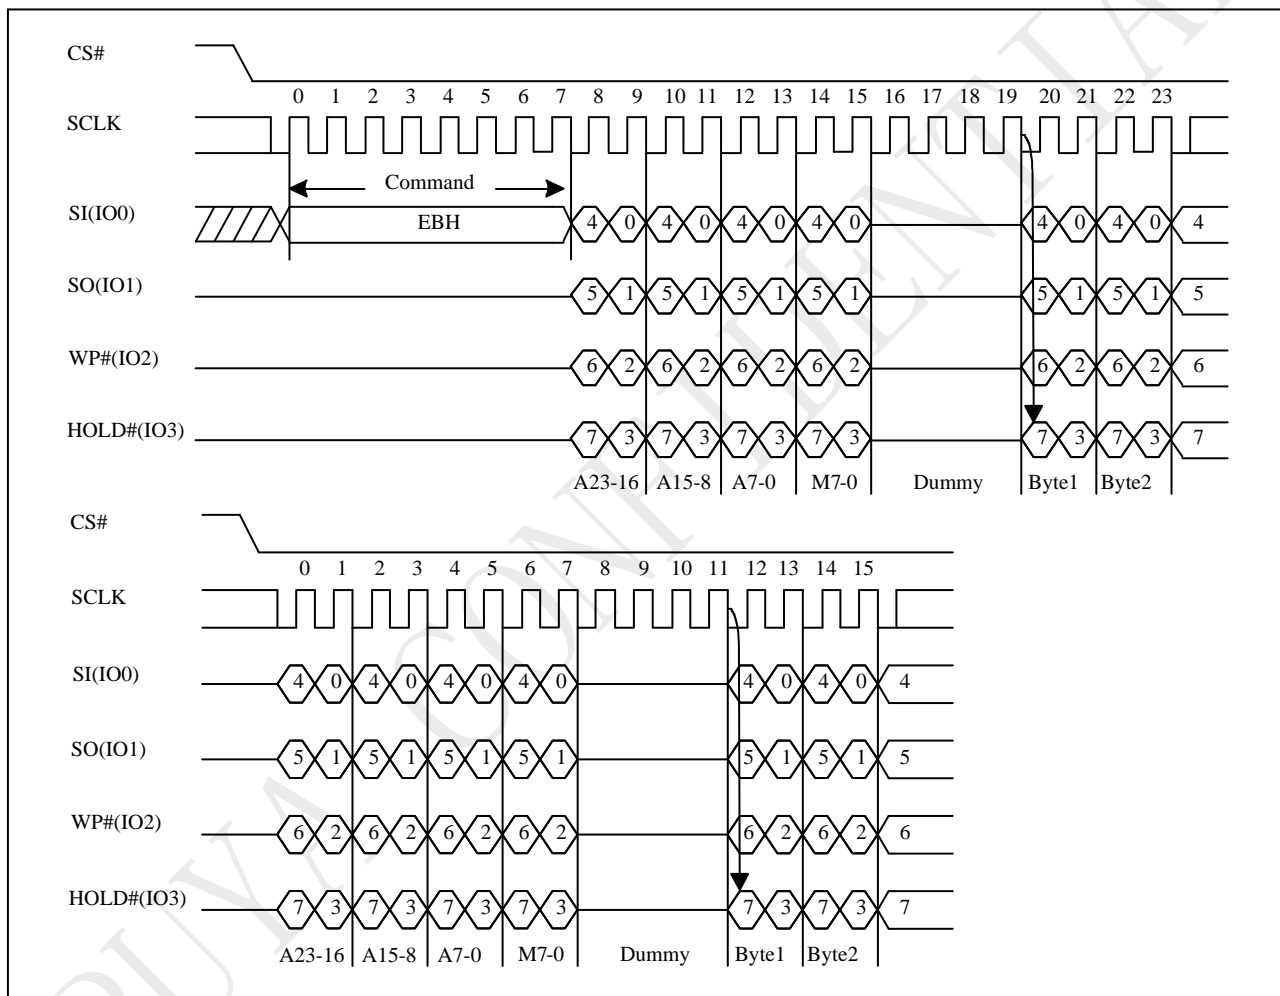 CS#
0 1 2 3 4 5 6 7 8 9 10 11 12 13 14 15 16 17 18 19 20 21 22 23
SCLK
Command
SI(IO0) EBH 4 0 4 0 4 0 4 0 4 0 4 0 4
SO(IO1) 5 1 5 1 5 1 5 1 5 1 5 1 5
WP#(IO2) 6 2 6 2 6 2 6 2 6 2 6 2 6
HOLD#(IO3) 7 3 7 3 7 3 7 3 7 3 7 3 7
A23-16 A15-8 A7-0 M7-0 Dummy Byte1 Byte2
CS#
0 1 2 3 4 5 6 7 8 9 10 11 12 13 14 15
SCLK
SI(IO0) 4 0 4 0 4 0 4 0 4 0 4 0 4
SO(IO1) 5 1 5 1 5 1 5 1 5 1 5 1 5
WP#(IO2) 6 2 6 2 6 2 6 2 6 2 6 2 6
HOLD#(IO3) 7 3 7 3 7 3 7 3 7 3 7 3 7
A23-16 A15-8 A7-0 M7-0 Dummy Byte1 Byte2
PUYA CONFIDENTIAL